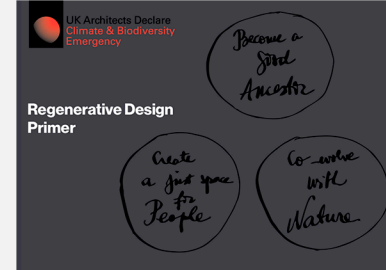 UK Architects Declare
Climate & Biodiversity
Emergency
Regenerative Design
Primer
Become a
good
Ancestor
Create
a just space
for
People
Co-evolve
with
Nature